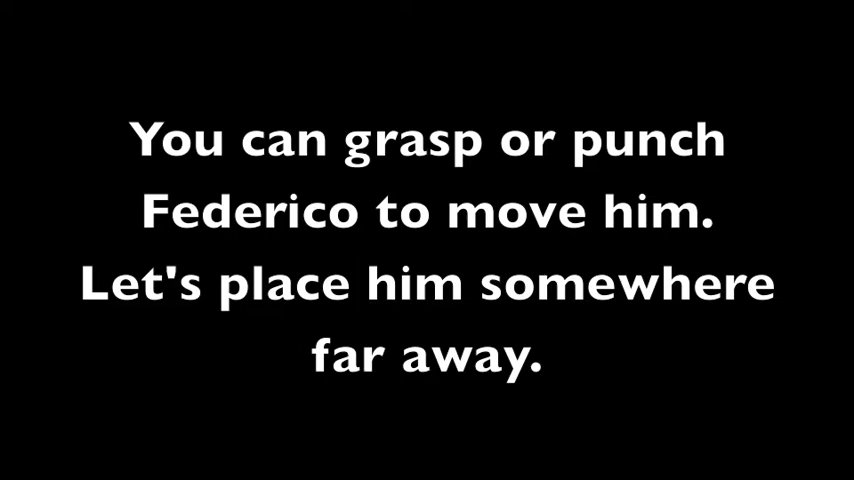 You can grasp or punch
Federico to move him.
Let's place him somewhere
far away.